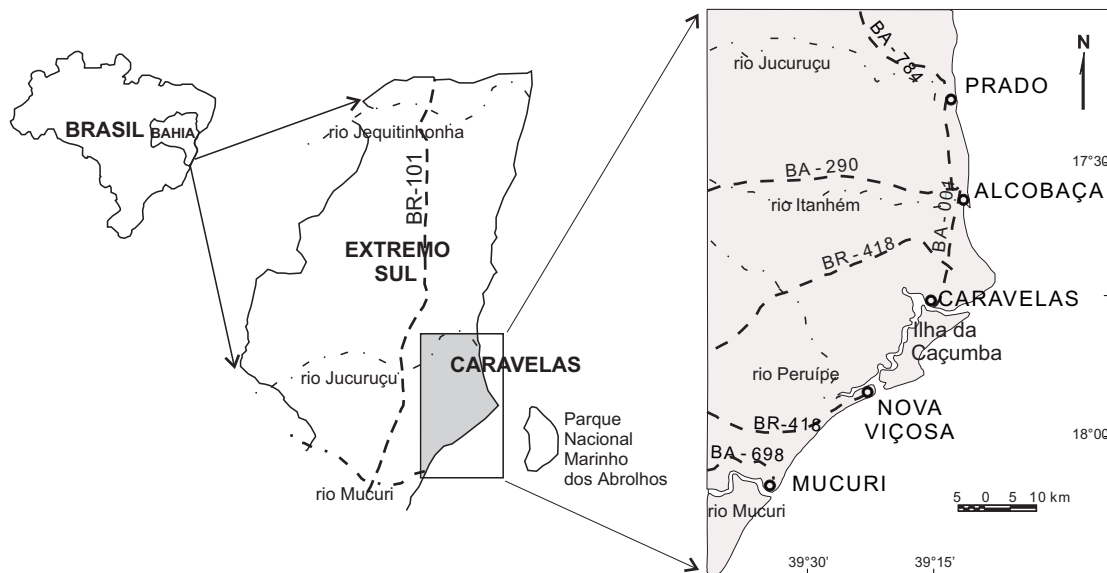 BRASIL
BAHIA
rio Jequitinhonha
BR-101
EXTREMO
SUL
CARAVELAS
rio Jucuruçu
rio Mucuri
Parque
Nacional
Marinho
dos Abrolhos
BA-784
rio Jucuruçu
PRADO
N
17°30
BA-290
ALCOBAÇA
rio Itanhém
BA-001
BR-418
CARAVELAS
Ilha da
Caçumba
rio Peruípe
NOVA
VIÇOSA
BR-418
18°00
BA-698
MUCURI
rio Mucuri
5 0 5 10 km
39°30' 39°15'